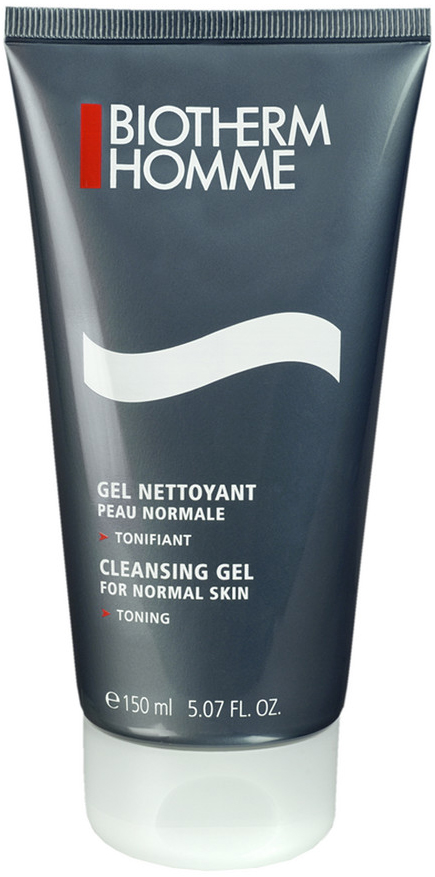 BIOTHERM
HOMME
GEL NETTOYANT
PEAU NORMALE
➤ TONIFIANT
CLEANSING GEL
FOR NORMAL SKIN
➤ TONING
℮ 150 ml 5.07 FL. OZ.